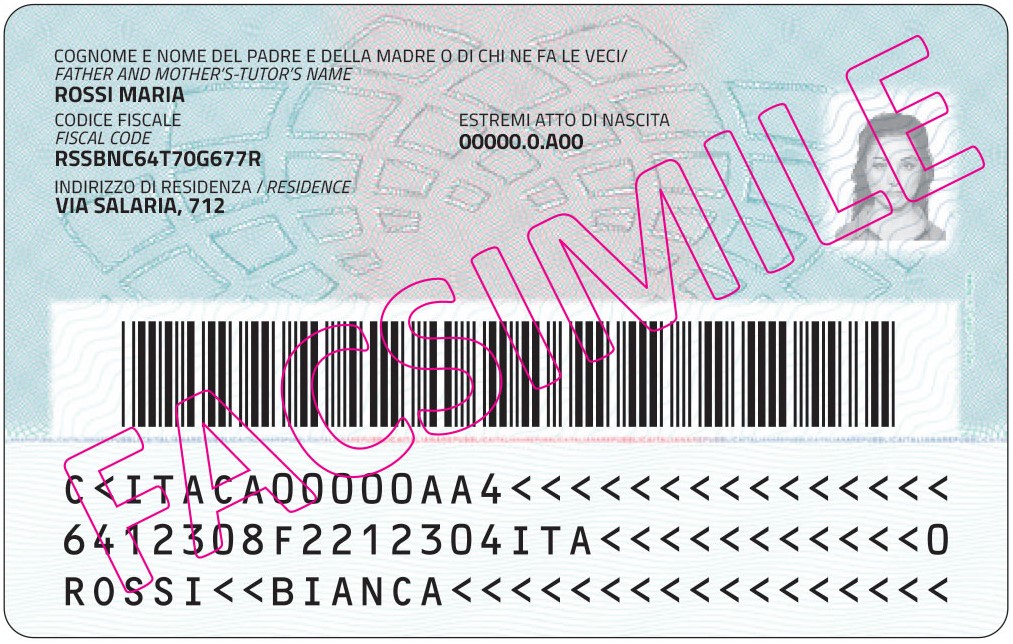 COGNOME E NOME DEL PADRE E DELLA MADRE O DI CHI NE FA LE VECI/
FATHER AND MOTHER'S-TUTOR'S NAME
ROSSI MARIA
CODICE FISCALE
FISCAL CODE
RSSBNC64T70G677R
ESTREMI ATTO DI NASCITA
00000.0.A00
INDIRIZZO DI RESIDENZA / RESIDENCE
VIA SALARIA, 712
FACSIMILE
C<ITACA00000AA4<<<<<<<<<<<<<<<
6412308F2212304ITA<<<<<<<<<<<0
ROSSI<<BIANCA<<<<<<<<<<<<<<<<<